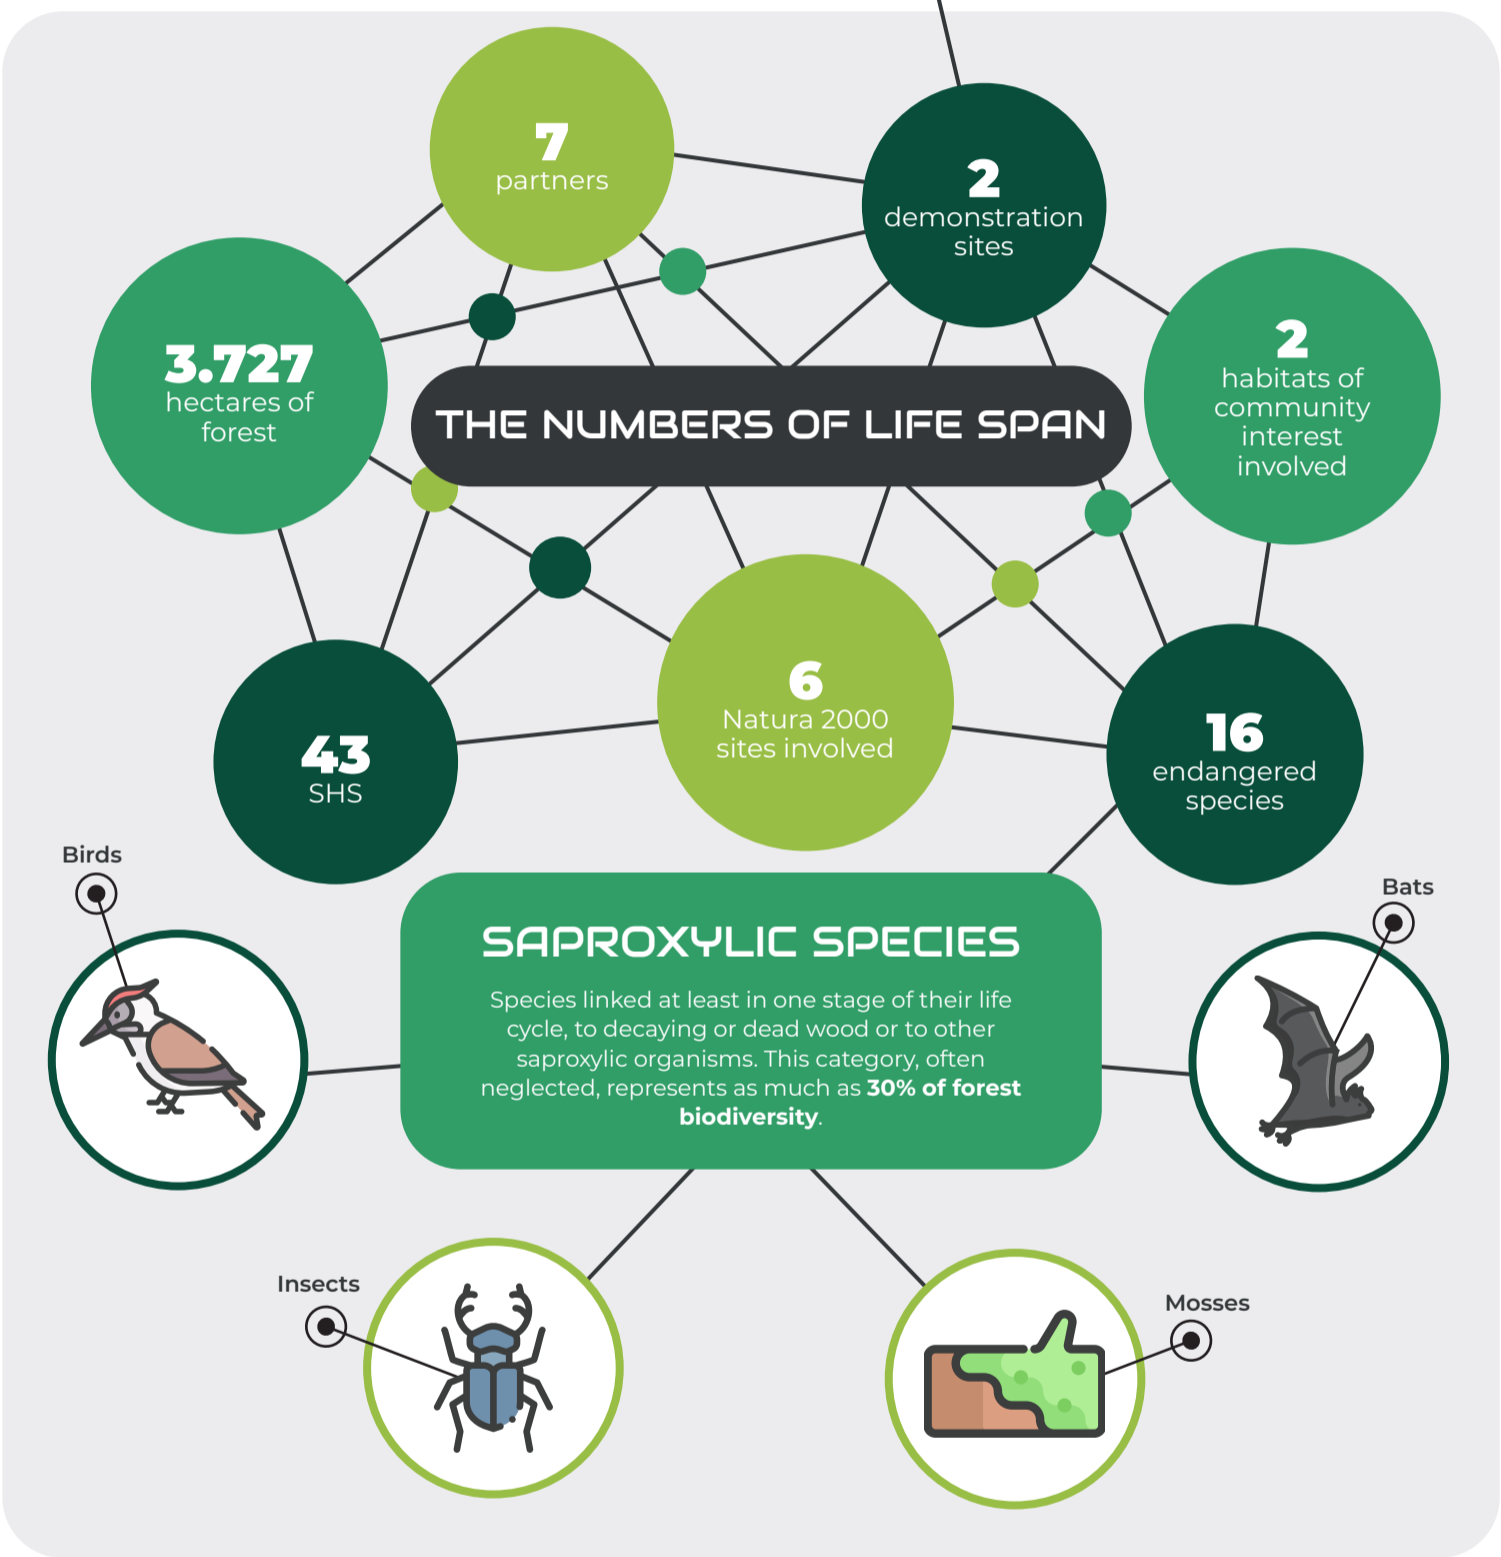 7
partners
2
demonstration
sites
3.727
hectares of
forest
2
habitats of
community
interest
involved
THE NUMBERS OF LIFE SPAN
6
Natura 2000
sites involved
43
SHS
16
endangered
species
Birds
Bats
SAPROXYLIC SPECIES
Species linked at least in one stage of their life
cycle, to decaying or dead wood or to other
saproxylic organisms. This category, often
neglected, represents as much as 30% of forest
biodiversity.
Insects
Mosses